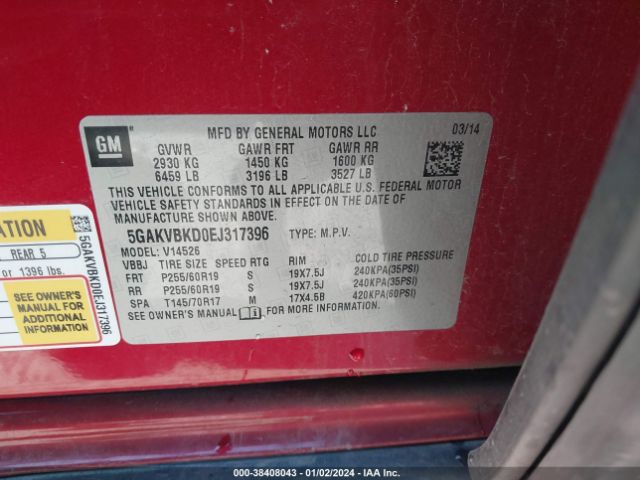 GM
MFD BY GENERAL MOTORS LLC 03/14
GVWR GAWR FRT GAWR RR
2930 KG 1450 KG 1600 KG
6459 LB 3196 LB 3527 LB
THIS VEHICLE CONFORMS TO ALL APPLICABLE U.S. FEDERAL MOTOR
VEHICLE SAFETY STANDARDS IN EFFECT ON THE DATE OF
MANUFACTURE SHOWN ABOVE.
5GAKVBKD0EJ317396 TYPE: M.P.V.
MODEL: V14526
VBBJ TIRE SIZE SPEED RTG RIM COLD TIRE PRESSURE
FRT P255/60R19 S 19X7.5J 240KPA(35PSI)
RR P255/60R19 S 19X7.5J 240KPA(35PSI)
SPA T145/70R17 M 17X4.5B 420KPA(60PSI)
SEE OWNER'S MANUAL FOR MORE INFORMATION.
ATION
REAR 5
or 1396 lbs.
SEE OWNER'S
MANUAL FOR
ADDITIONAL
INFORMATION
5GAKVBKD0EJ317396
000-38408043 - 01/02/2024 - IAA Inc.